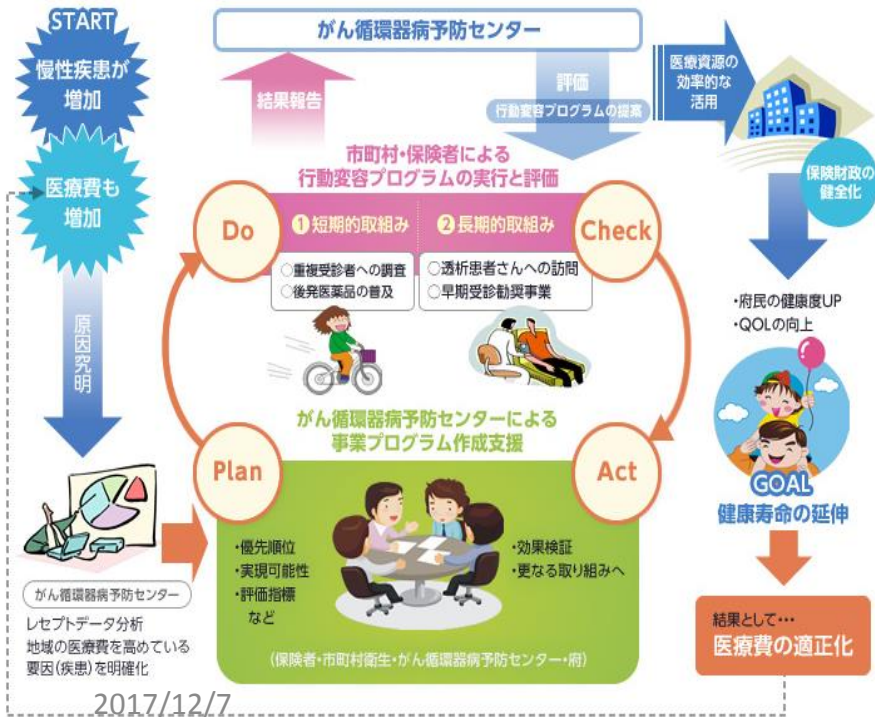 START
慢性疾患が
増加
医療費も
増加
原因究明
がん循環器病予防センター
レセプトデータ分析
地域の医療費を高めている
要因(疾患)を明確化
がん循環器病予防センター
結果報告
評価
行動変容プログラムの提案
市町村・保険者による
行動変容プログラムの実行と評価
Do
❶短期的取組み
❷長期的取組み
Check
○重複受診者への調査
○後発医薬品の普及
○透析患者さんへの訪問
○早期受診勧奨事業
がん循環器病予防センターによる
事業プログラム作成支援
Plan
Act
・優先順位
・実現可能性
・評価指標
など
・効果検証
・更なる取り組みへ
(保険者・市町村衛生・がん循環器病予防センター・府)
医療資源の
効率的な
活用
保険財政の
健全化
・府民の健康度UP
・QOLの向上
GOAL
健康寿命の延伸
結果として…
医療費の適正化
2017/12/7